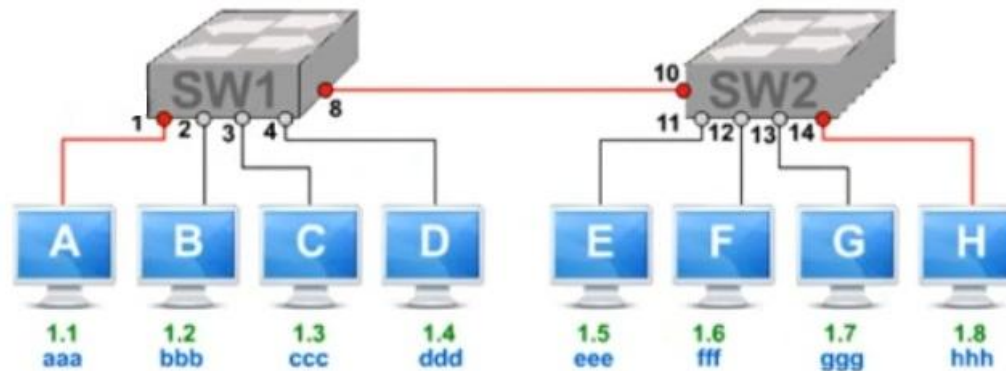 SW1
SW2
1 2 3 4 8
10 11 12 13 14
A B C D E F G H
1.1 1.2 1.3 1.4 1.5 1.6 1.7 1.8
aaa bbb ccc ddd eee fff ggg hhh